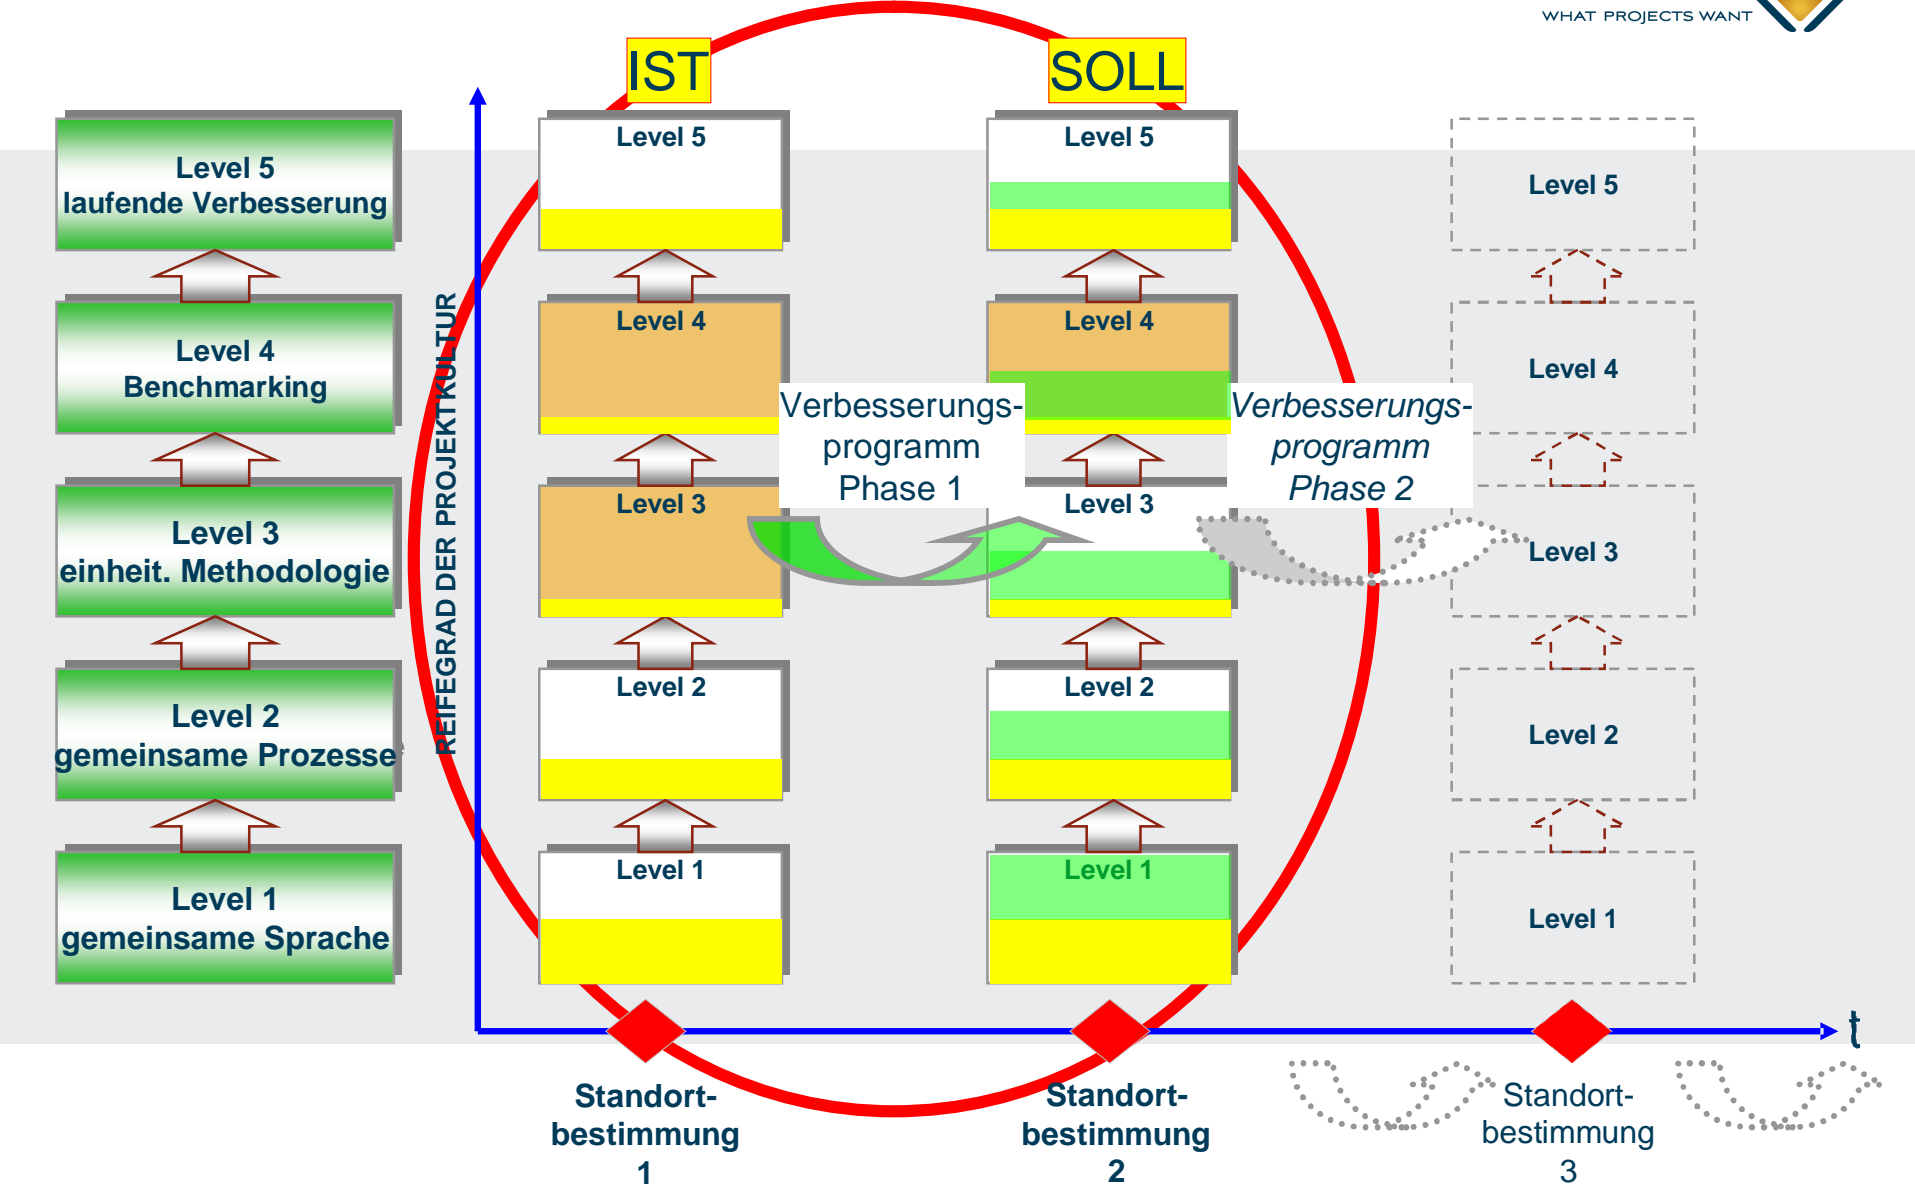 WHAT PROJECTS WANT
IST
SOLL
Level 5
laufende Verbesserung
Level 4
Benchmarking
Level 3
einheit. Methodologie
Level 2
gemeinsame Prozesse
Level 1
gemeinsame Sprache
REIFEGRAD DER PROJEKTKULTUR
Level 5
Level 4
Level 3
Level 2
Level 1
Verbesserungs-
programm
Phase 1
Level 5
Level 4
Level 3
Level 2
Level 1
Verbesserungs-
programm
Phase 2
Level 5
Level 4
Level 3
Level 2
Level 1
t
Standort-
bestimmung
1
Standort-
bestimmung
2
Standort-
bestimmung
3